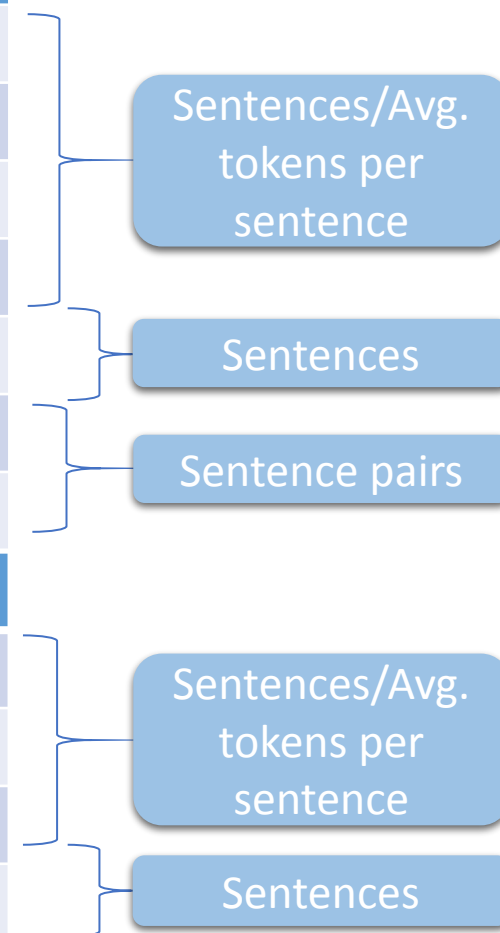 Sentences/Avg.
tokens per
sentence
Sentences
Sentence pairs
Sentences/Avg.
tokens per
sentence
Sentences